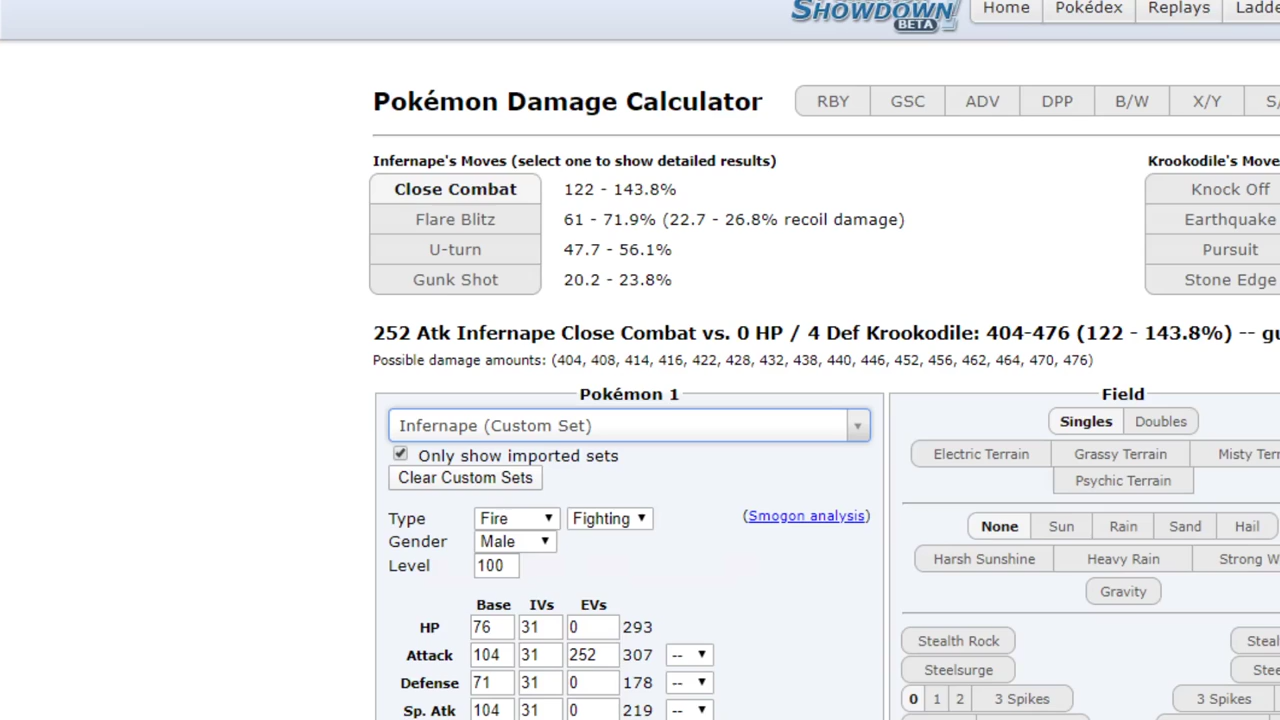 SHOWDOWN
BETA
Home Pokédex Replays Ladde
Pokémon Damage Calculator RBY GSC ADV DPP B/W X/Y S/
Infernape's Moves (select one to show detailed results) Krookodile's Move
Close Combat 122 - 143.8% Knock Off
Flare Blitz 61 - 71.9% (22.7 - 26.8% recoil damage) Earthquake
U-turn 47.7 - 56.1% Pursuit
Gunk Shot 20.2 - 23.8% Stone Edge
252 Atk Infernape Close Combat vs. 0 HP / 4 Def Krookodile: 404-476 (122 - 143.8%) -- gu
Possible damage amounts: (404, 408, 414, 416, 422, 428, 432, 438, 440, 446, 452, 456, 462, 464, 470, 476)
Pokémon 1 Field
Infernape (Custom Set) Singles Doubles
Only show imported sets Electric Terrain Grassy Terrain Misty Terr
Clear Custom Sets Psychic Terrain
Type Fire Fighting (Smogon analysis) None Sun Rain Sand Hail
Gender Male
Level 100 Harsh Sunshine Heavy Rain Strong W
Gravity
Base IVs EVs
HP 76 31 0 293 Stealth Rock Steal
Attack 104 31 252 307 -- Steelsurge Stee
Defense 71 31 0 178 -- 0 1 2 3 Spikes 3 Spikes
Sp. Atk 104 31 0 219 --